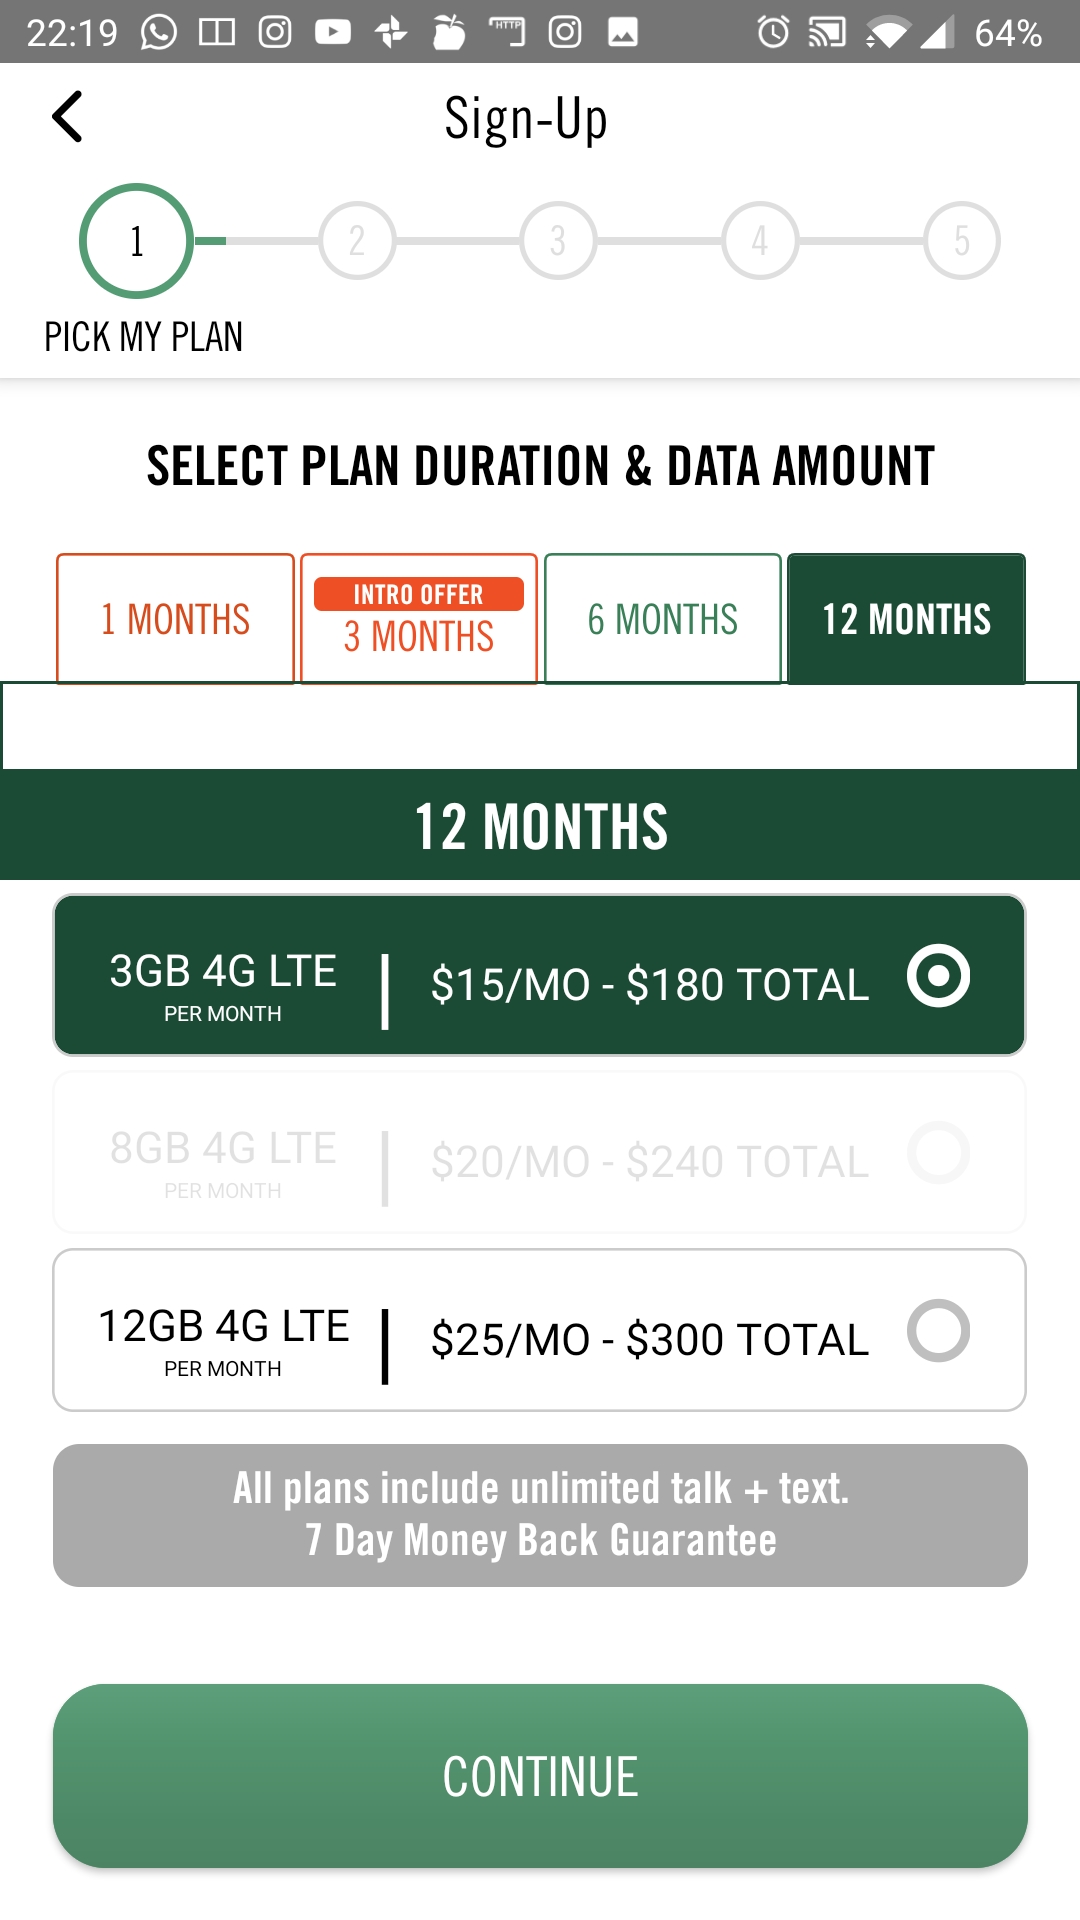 22:19
HTTP
64%
Sign-Up
1
2
3
4
5
PICK MY PLAN
SELECT PLAN DURATION & DATA AMOUNT
1 MONTHS
INTRO OFFER
3 MONTHS
6 MONTHS
12 MONTHS
12 MONTHS
3GB 4G LTE
PER MONTH
$15/MO - $180 TOTAL
8GB 4G LTE
PER MONTH
$20/MO - $240 TOTAL
12GB 4G LTE
PER MONTH
$25/MO - $300 TOTAL
All plans include unlimited talk + text.
7 Day Money Back Guarantee
CONTINUE